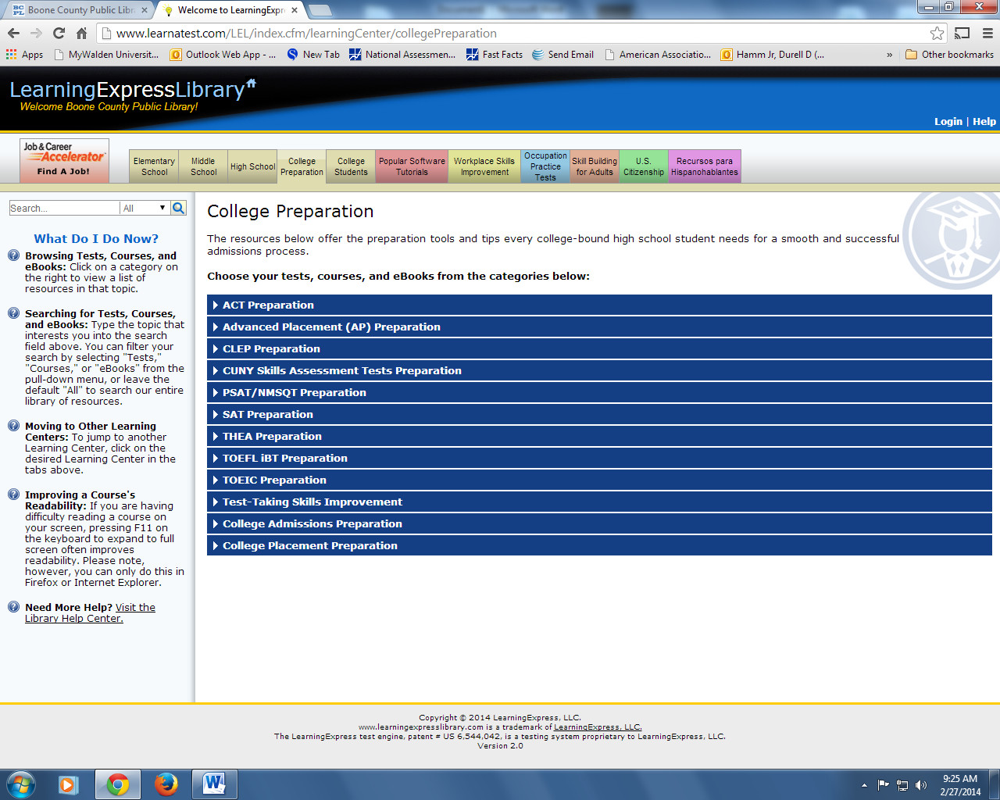 Boone County Public Libr
Welcome to LearningExpre
www.learnatest.com/LEL/index.cfm/learningCenter/collegePreparation
Apps
MyWalden Universit...
Outlook Web App - ...
New Tab
National Assessmen...
Fast Facts
Send Email
American Associatio...
Hamm Jr, Durell D (...
»
Other bookmarks
LearningExpressLibrary
Welcome Boone County Public Library!
Login | Help
Job & Career
Accelerator
Find A Job!
Elementary
School
Middle
School
High School
College
Preparation
College
Students
Popular Software
Tutorials
Workplace Skills
Improvement
Occupation
Practice
Tests
Skill Building
for Adults
U.S.
Citizenship
Recursos para
Hispanohablantes
Search...
All
What Do I Do Now?
Browsing Tests, Courses, and
eBooks: Click on a category on
the right to view a list of
resources in that topic.
Searching for Tests, Courses,
and eBooks: Type the topic that
interests you into the search
field above. You can filter your
search by selecting "Tests,"
"Courses," or "eBooks" from the
pull-down menu, or leave the
default "All" to search our entire
library of resources.
Moving to Other Learning
Centers: To jump to another
Learning Center, click on the
desired Learning Center in the
tabs above.
Improving a Course's
Readability: If you are having
difficulty reading a course on
your screen, pressing F11 on
the keyboard to expand to full
screen often improves
readability. Please note,
however, you can only do this in
Firefox or Internet Explorer.
Need More Help? Visit the
Library Help Center.
College Preparation
The resources below offer the preparation tools and tips every college-bound high school student needs for a smooth and successful
admissions process.
Choose your tests, courses, and eBooks from the categories below:
ACT Preparation
Advanced Placement (AP) Preparation
CLEP Preparation
CUNY Skills Assessment Tests Preparation
PSAT/NMSQT Preparation
SAT Preparation
THEA Preparation
TOEFL iBT Preparation
TOEIC Preparation
Test-Taking Skills Improvement
College Admissions Preparation
College Placement Preparation
Copyright © 2014 LearningExpress, LLC.
www.learningexpresslibrary.com is a trademark of LearningExpress, LLC.
The LearningExpress test engine, patent # US 6,544,042, is a testing system proprietary to LearningExpress, LLC.
Version 2.0
9:25 AM
2/27/2014